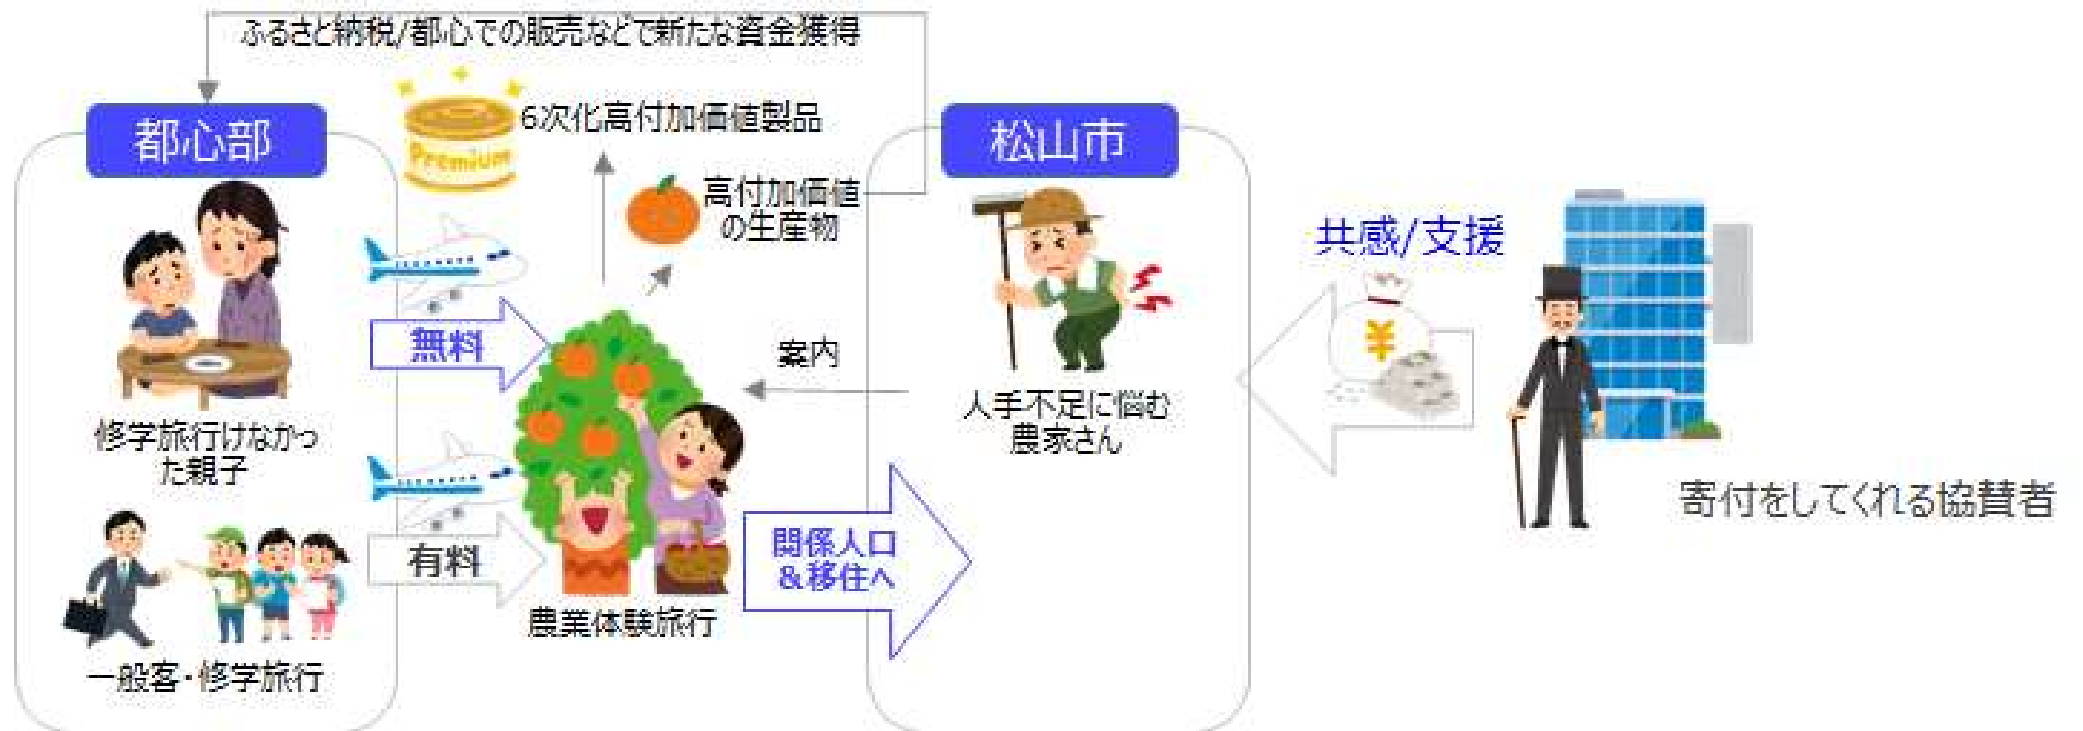 ふるさと納税/都心での販売などで新たな資金獲得
都心部
Premium
6次化高付加価値製品
高付加価値
の生産物
松山市
共感/支援
¥
無料
案内
修学旅行けなかっ
た親子
人手不足に悩む
農家さん
有料
関係人口
&移住へ
寄付をしてくれる協賛者
農業体験旅行
一般客・修学旅行